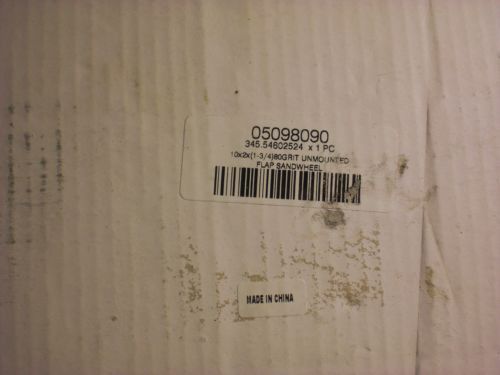 05098090
345.54602524 x 1 PC
10x2x(1-3/4)80GRIT UNMOUNTED
FLAP SANDWHEEL
MADE IN CHINA